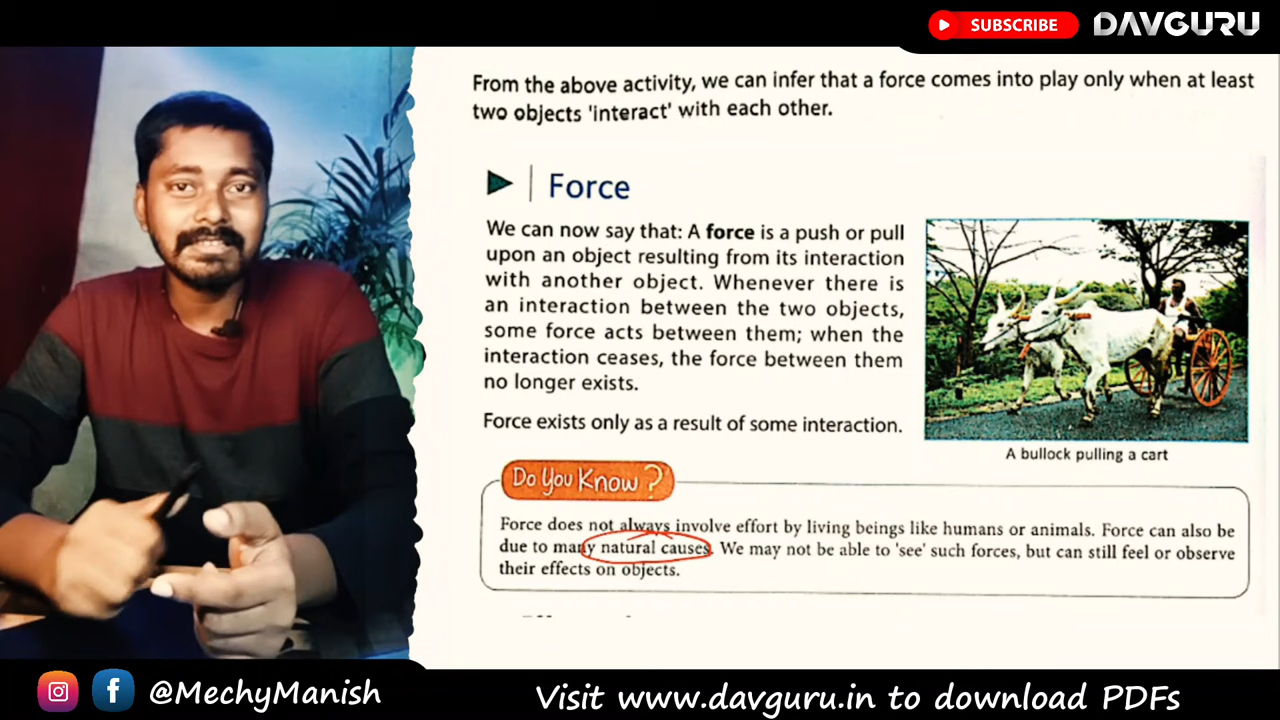 SUBSCRIBE DAVGURU
From the above activity, we can infer that a force comes into play only when at least
two objects 'interact' with each other.
Force
We can now say that: A force is a push or pull
upon an object resulting from its interaction
with another object. Whenever there is
an interaction between the two objects,
some force acts between them; when the
interaction ceases, the force between them
no longer exists.
Force exists only as a result of some interaction.
A bullock pulling a cart
Do You Know ?
Force does not always involve effort by living beings like humans or animals. Force can also be
due to many natural causes. We may not be able to 'see' such forces, but can still feel or observe
their effects on objects.
@MechyManish
Visit www.davguru.in to download PDFs